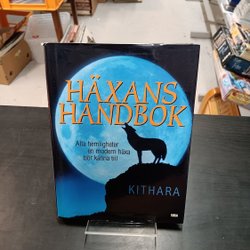 HÄXANS
HANDBOK
Alla hemligheter
en modern häxa
bör känna till
KITHARA